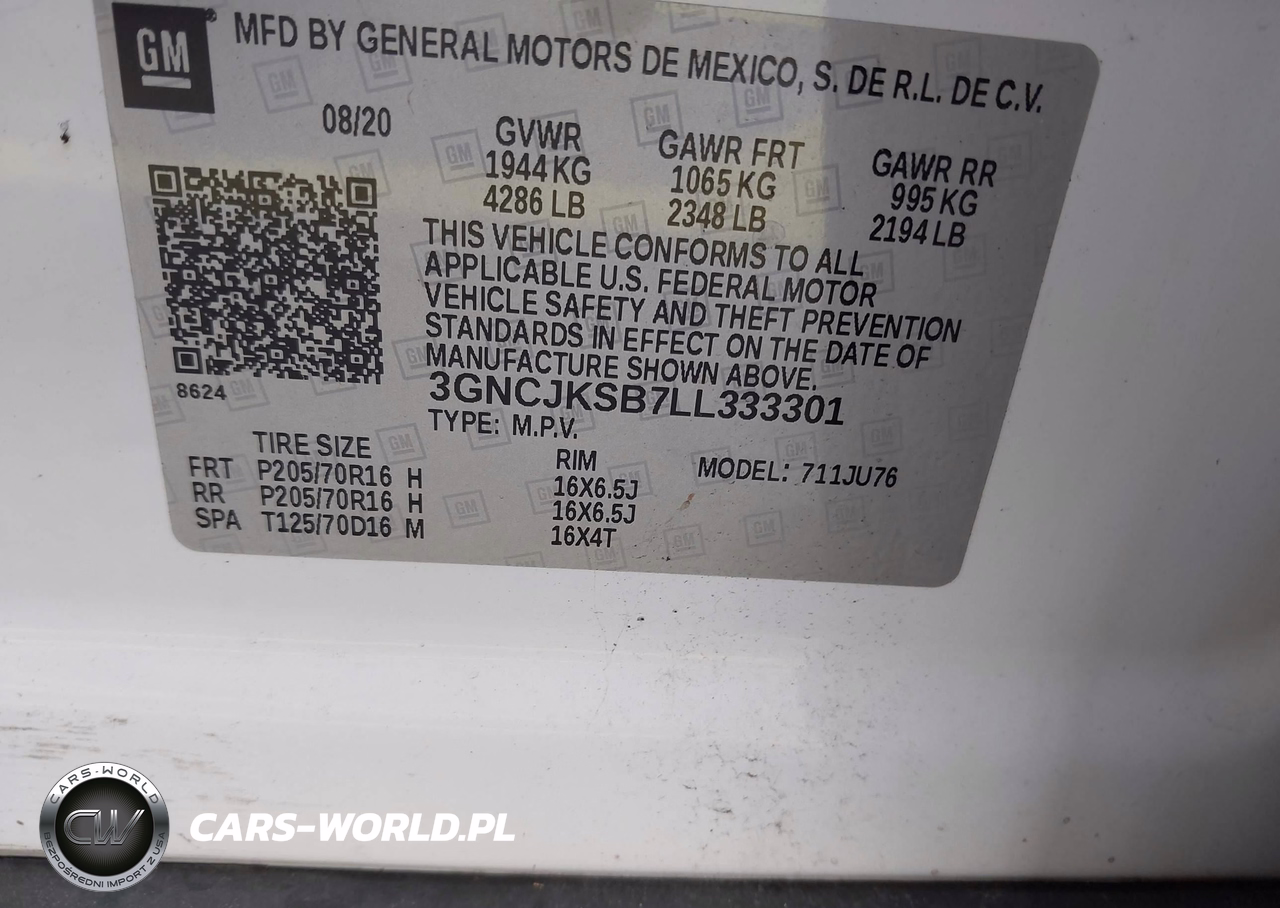 GM
MFD BY GENERAL MOTORS DE MEXICO, S. DE R.L. DE C.V.
08/20
GVWR
1944 KG
4286 LB
GAWR FRT
1065 KG
2348 LB
GAWR RR
995 KG
2194 LB
THIS VEHICLE CONFORMS TO ALL
APPLICABLE U.S. FEDERAL MOTOR
VEHICLE SAFETY AND THEFT PREVENTION
STANDARDS IN EFFECT ON THE DATE OF
MANUFACTURE SHOWN ABOVE.
8624
3GNCJKSB7LL333301
TYPE: M.P.V.
TIRE SIZE RIM MODEL: 711JU76
FRT P205/70R16 H 16X6.5J
RR P205/70R16 H 16X6.5J
SPA T125/70D16 M 16X4T
CARS-WORLD
CW
BEZPOŚREDNI IMPORT Z USA
CARS-WORLD.PL